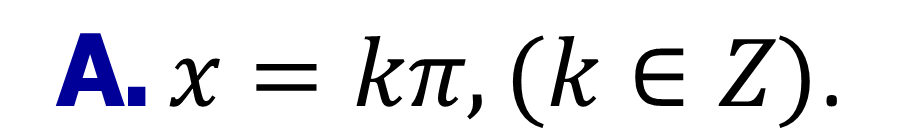 A. x = kπ, (k ∈ Z).